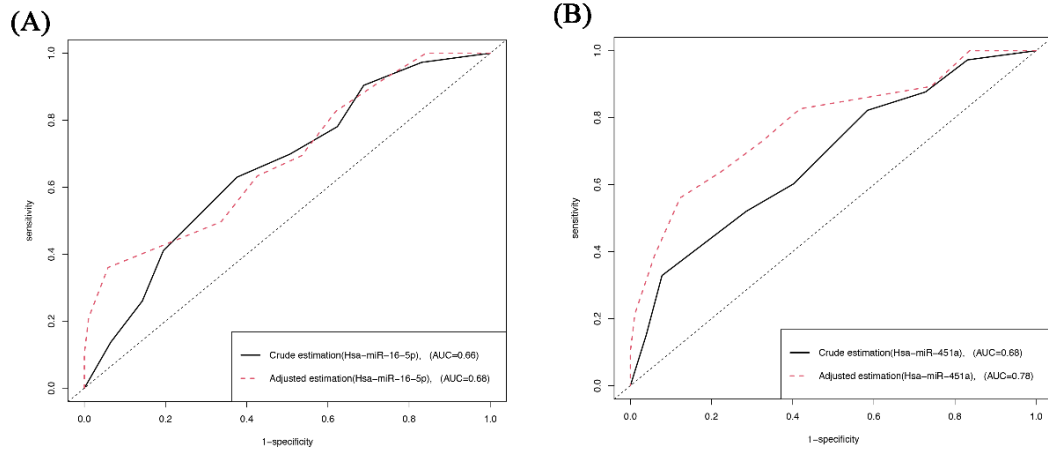 (A)
1.0
0.8
0.6
0.4
0.2
0.0
sensitivity
Crude estimation(Hsa−miR−16−5p), (AUC=0.66)
Adjusted estimation(Hsa−miR−16−5p), (AUC=0.68)
0.0 0.2 0.4 0.6 0.8 1.0
1−specificity
(B)
1.0
0.8
0.6
0.4
0.2
0.0
sensitivity
Crude estimation(Hsa−miR−451a), (AUC=0.68)
Adjusted estimation(Hsa−miR−451a), (AUC=0.78)
0.0 0.2 0.4 0.6 0.8 1.0
1−specificity